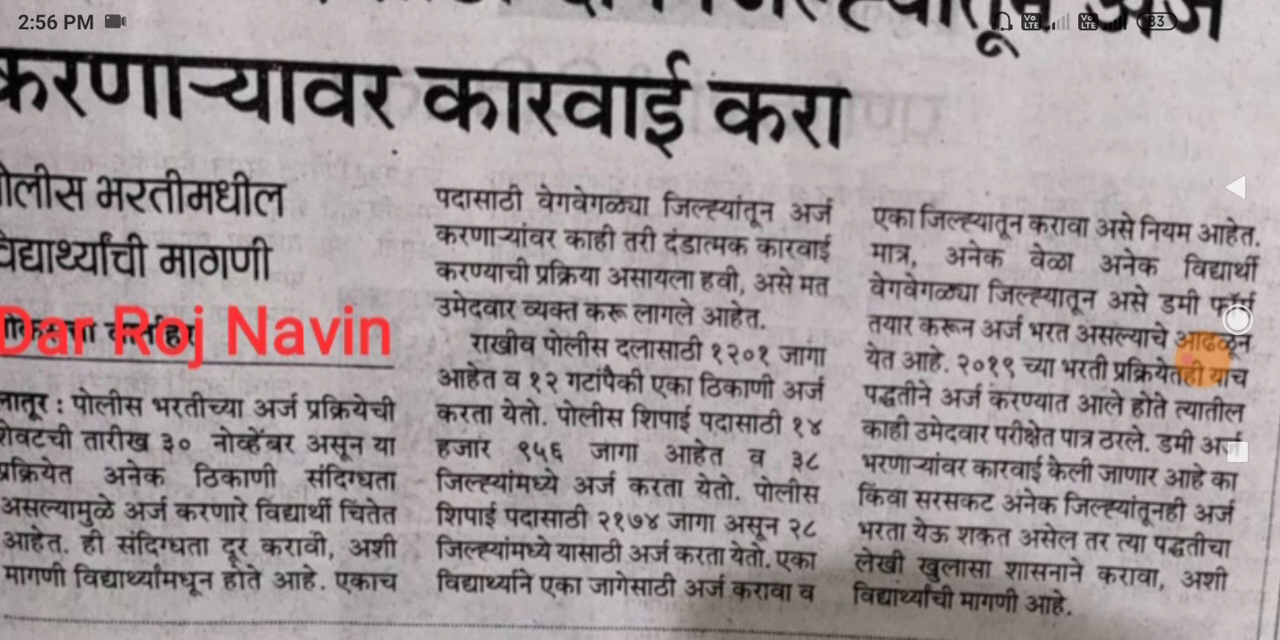 2:56 PM
83
करणाऱ्यावर कारवाई करा
पोलीस भरतीमधील
विद्यार्थ्यांची मागणी
Dar Roj Navin
लातूर : पोलीस भरतीच्या अर्ज प्रक्रियेची
शेवटची तारीख ३० नोव्हेंबर असून या
प्रक्रियेत अनेक ठिकाणी संदिग्धता
असल्यामुळे अर्ज करणारे विद्यार्थी चिंतेत
आहेत. ही संदिग्धता दूर करावी, अशी
मागणी विद्यार्थ्यांमधून होते आहे. एकाच
पदासाठी वेगवेगळ्या जिल्ह्यांतून अर्ज
करणाऱ्यांवर काही तरी दंडात्मक कारवाई
करण्याची प्रक्रिया असायला हवी, असे मत
उमेदवार व्यक्त करू लागले आहेत.
राखीव पोलीस दलासाठी १२०१ जागा
आहेत व १२ गटांपैकी एका ठिकाणी अर्ज
करता येतो. पोलीस शिपाई पदासाठी १४
हजार ९५६ जागा आहेत व ३८
जिल्ह्यांमध्ये अर्ज करता येतो. पोलीस
शिपाई पदासाठी २१७४ जागा असून २८
जिल्ह्यांमध्ये यासाठी अर्ज करता येतो. एका
विद्यार्थ्याने एका जागेसाठी अर्ज करावा व
एका जिल्ह्यातून करावा असे नियम आहेत.
मात्र, अनेक वेळा अनेक विद्यार्थी
वेगवेगळ्या जिल्ह्यातून असे डमी फॉर्म
तयार करून अर्ज भरत असल्याचे आढळून
येत आहे. २०१९ च्या भरती प्रक्रियेतही याच
पद्धतीने अर्ज करण्यात आले होते त्यातील
काही उमेदवार परीक्षेत पात्र ठरले. डमी अर्ज
भरणाऱ्यांवर कारवाई केली जाणार आहे का
किंवा सरसकट अनेक जिल्ह्यांतूनही अर्ज
भरता येऊ शकत असेल तर त्या पद्धतीचा
लेखी खुलासा शासनाने करावा, अशी
विद्यार्थ्यांची मागणी आहे.